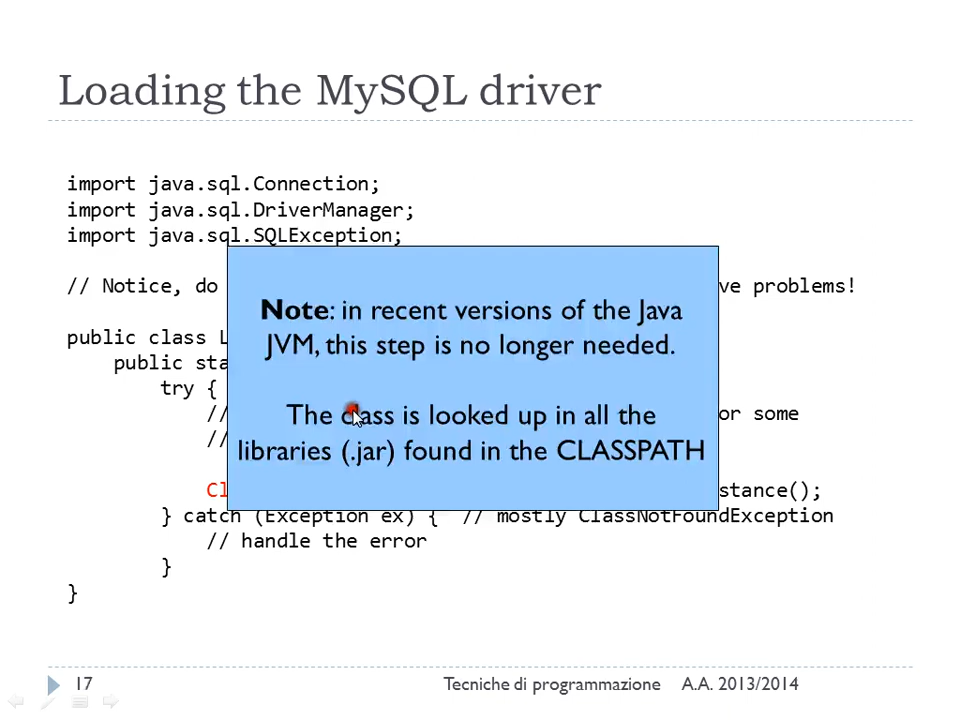 Loading the MySQL driver
import java.sql.Connection;
import java.sql.DriverManager;
import java.sql.SQLException;
// Notice, do ve problems!
Note: in recent versions of the Java
public class L
JVM, this step is no longer needed.
public sta
try {
// The class is looked up in all the or some
// libraries (.jar) found in the CLASSPATH
Cl stance();
} catch (Exception ex) { // mostly ClassNotFoundException
// handle the error
}
}
17 Tecniche di programmazione A.A. 2013/2014